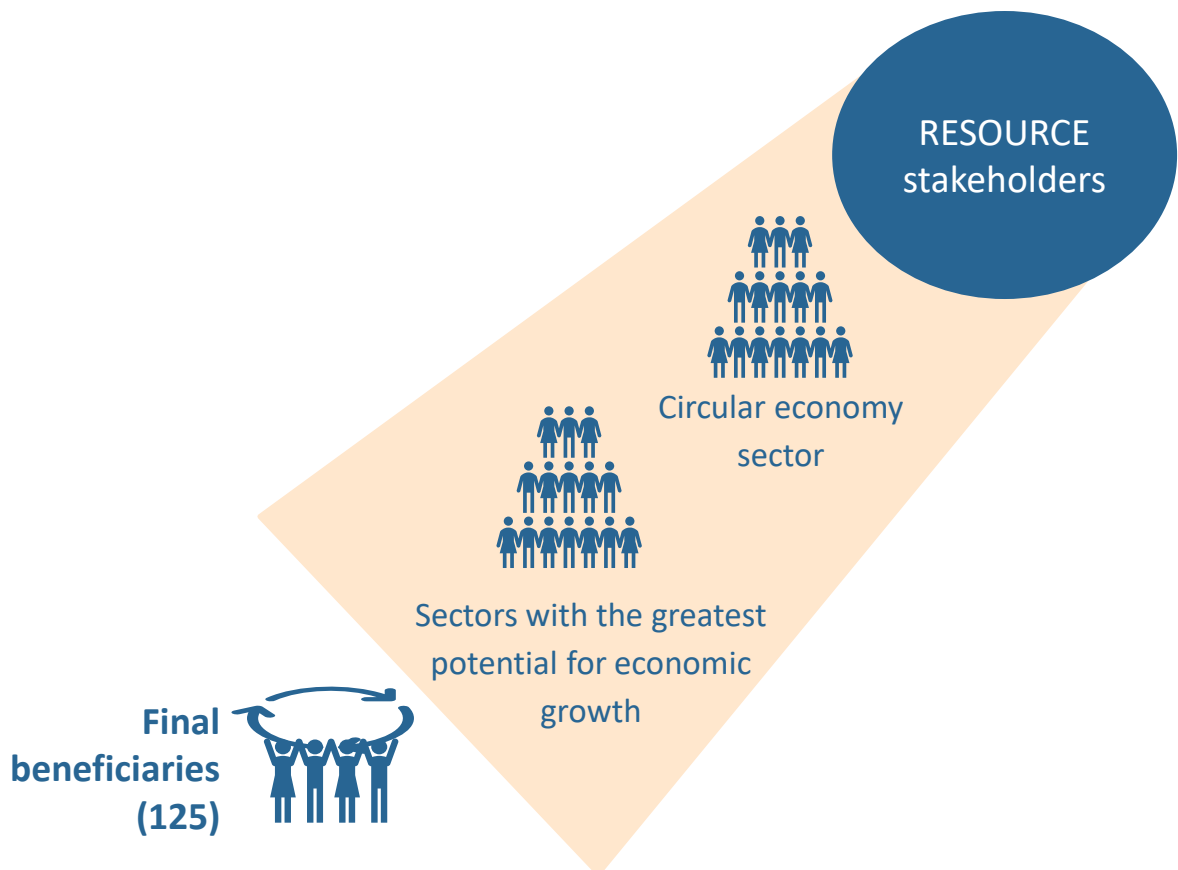 RESOURCE
stakeholders
Circular economy
sector
Sectors with the greatest
potential for economic
growth
Final
beneficiaries
(125)